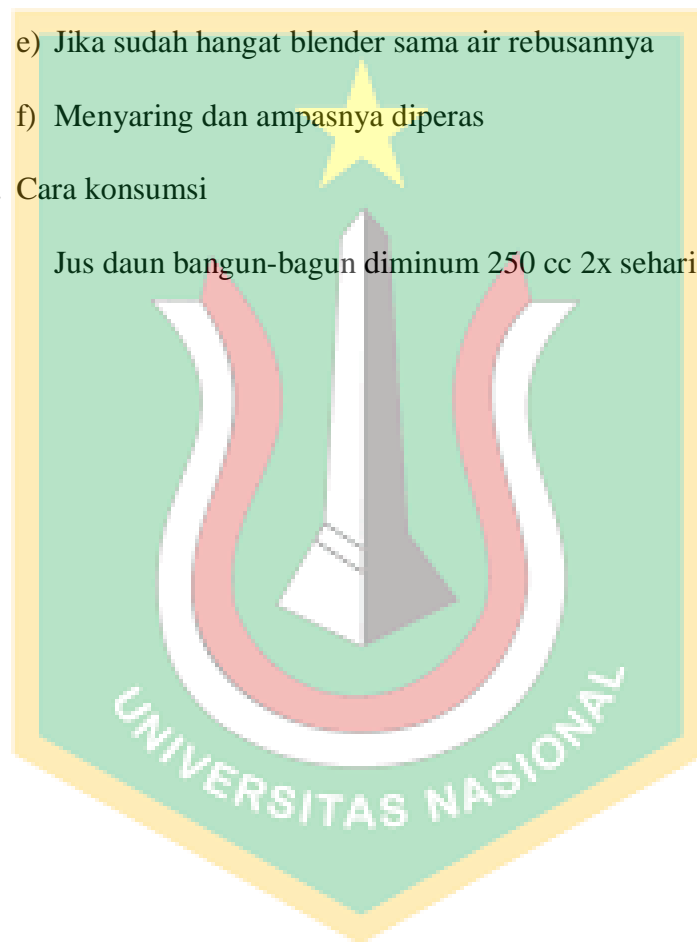 e) Jika sudah hangat blender sama air rebusannya
f) Menyaring dan ampasnya diperas
Cara konsumsi
Jus daun bangun-bagun diminum 250 cc 2x sehari
UNIVERSITAS NASIONAL